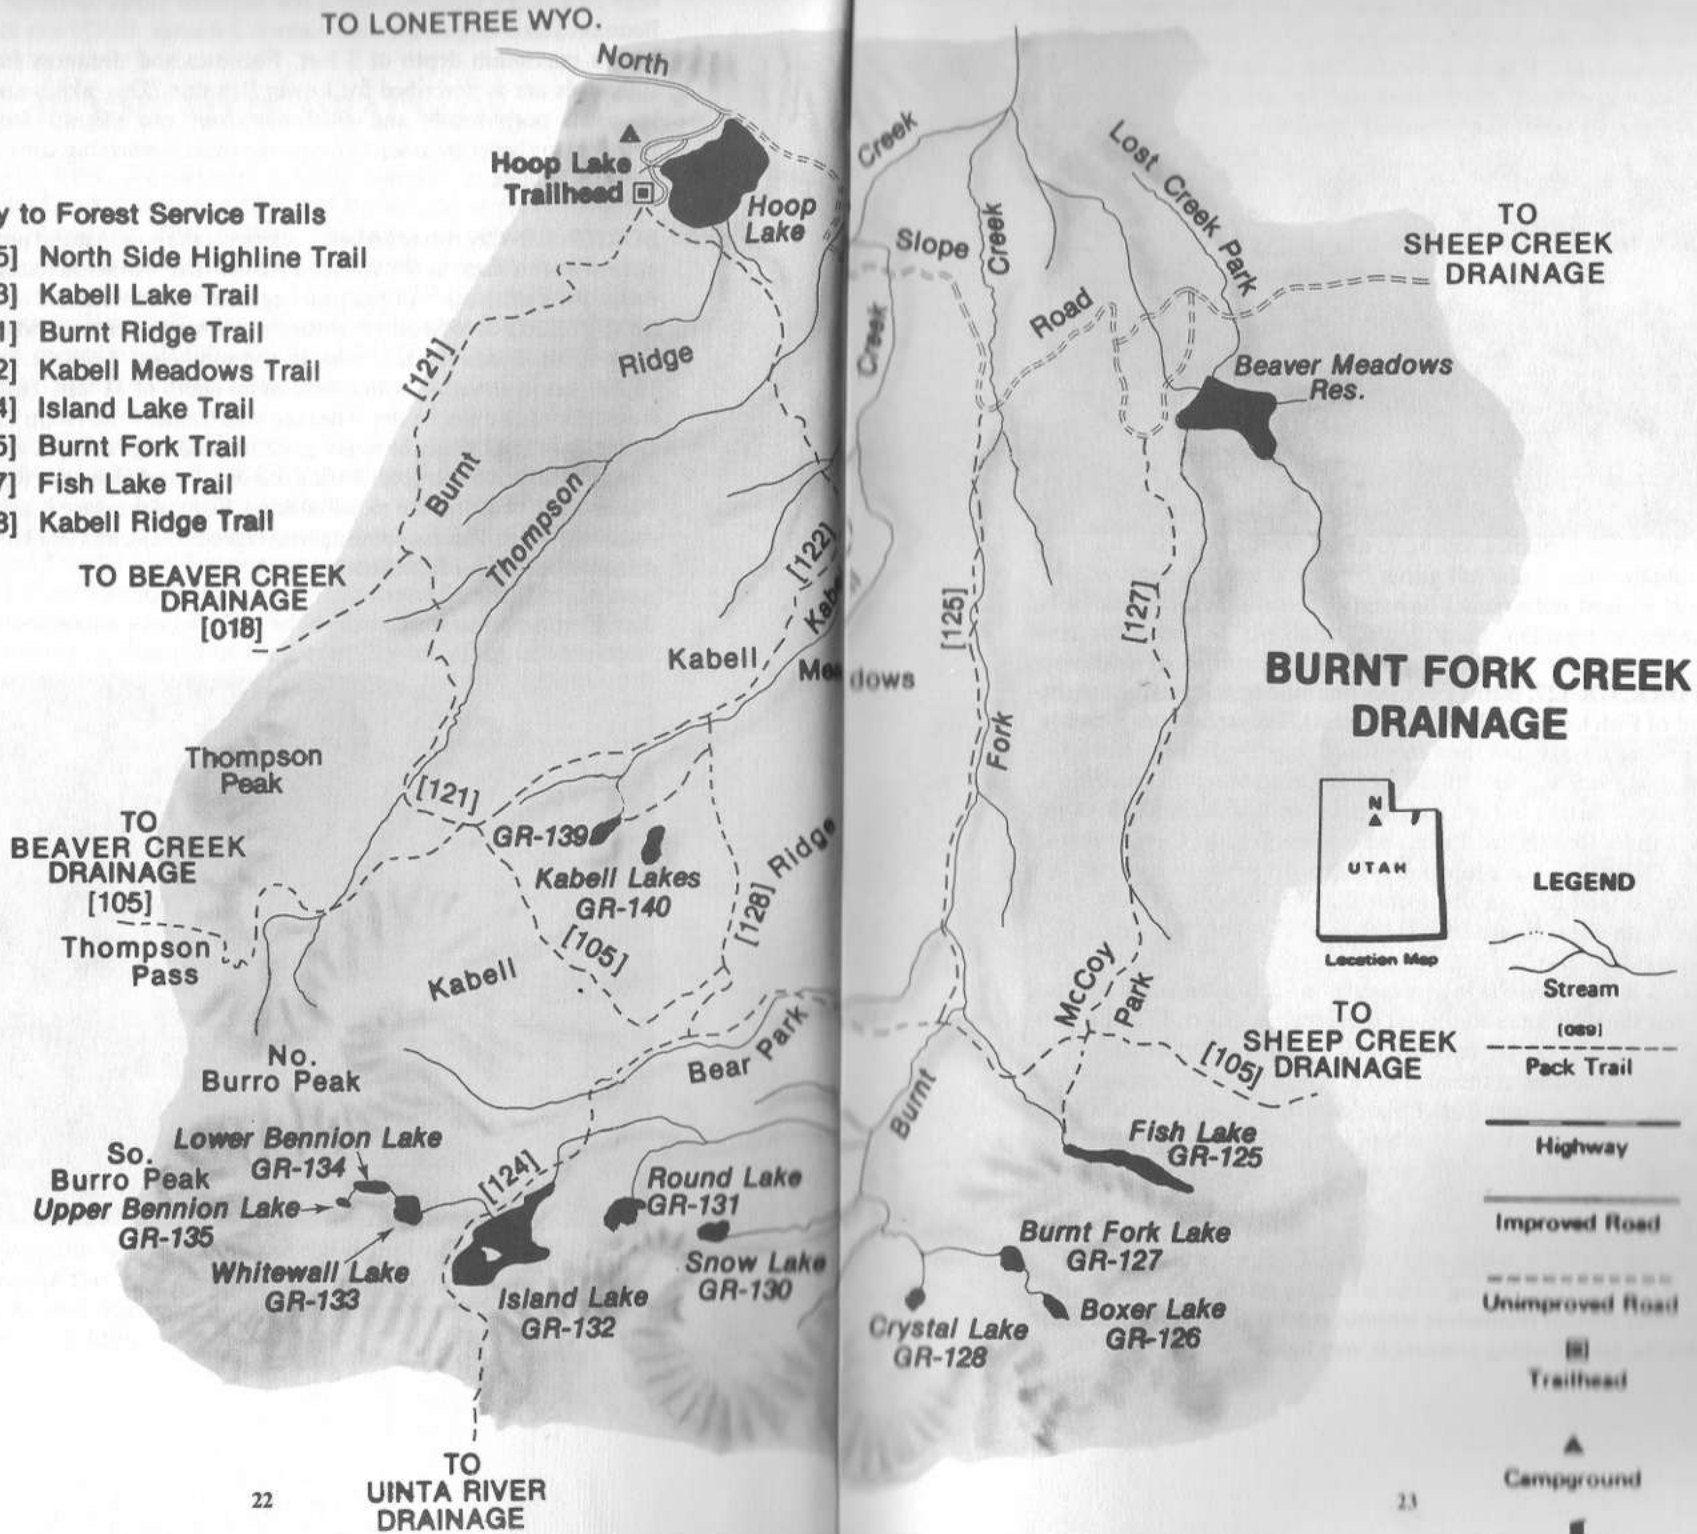 TO LONETREE WYO.
North
Hoop Lake
Trailhead
Hoop
Lake
y to Forest Service Trails
5] North Side Highline Trail
3] Kabell Lake Trail
1] Burnt Ridge Trail
2] Kabell Meadows Trail
4] Island Lake Trail
5] Burnt Fork Trail
7] Fish Lake Trail
3] Kabell Ridge Trail
[121]
Ridge
Burnt
Thompson
[122]
TO BEAVER CREEK
DRAINAGE
[018]
Kabell
Kab
Mea
Thompson
Peak
[121]
TO
BEAVER CREEK
DRAINAGE
[105]
Thompson
Pass
GR-139
Kabell Lakes
GR-140
[128]
Ridge
[105]
Kabell
No.
Burro Peak
Bear Park
So.
Burro Peak
Lower Bennion Lake
GR-134
Upper Bennion Lake
GR-135
Whitewall Lake
GR-133
[124]
Island Lake
GR-132
Round Lake
GR-131
Snow Lake
GR-130
TO
UINTA RIVER
DRAINAGE
22
Creek
Slope
Creek
Creek
Lost Creek Park
Road
TO
SHEEP CREEK
DRAINAGE
Beaver Meadows
Res.
[125]
[127]
dows
Fork
BURNT FORK CREEK
DRAINAGE
N
UTAH
Location Map
McCoy
Park
TO
SHEEP CREEK
DRAINAGE
[105]
Burnt
Fish Lake
GR-125
Burnt Fork Lake
GR-127
Boxer Lake
GR-126
Crystal Lake
GR-128
LEGEND
Stream
[089]
Pack Trail
Highway
Improved Road
Unimproved Road
Trailhead
Campground
23